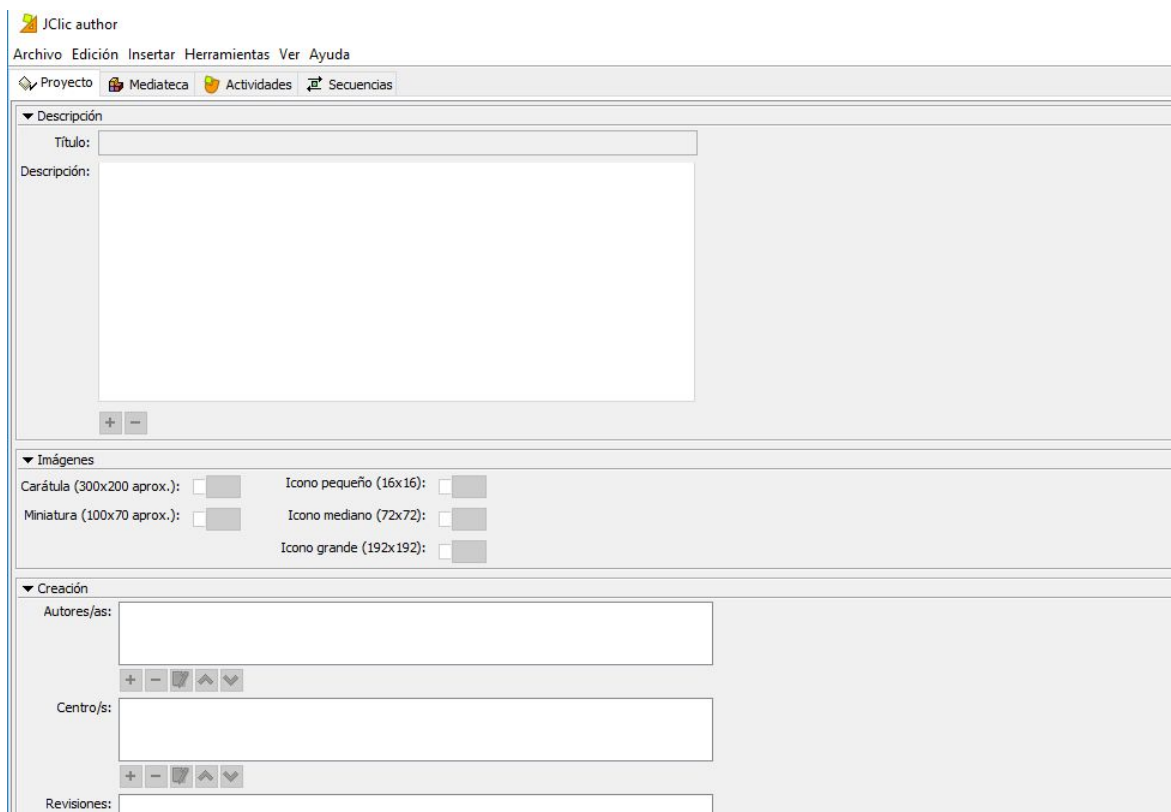 JClic author
Archivo Edición Insertar Herramientas Ver Ayuda
Proyecto Mediateca Actividades Secuencias
Descripción
Título:
Descripción:
Imágenes
Carátula (300x200 aprox.): Icono pequeño (16x16):
Miniatura (100x70 aprox.): Icono mediano (72x72):
Icono grande (192x192):
Creación
Autores/as:
Centro/s:
Revisiones: